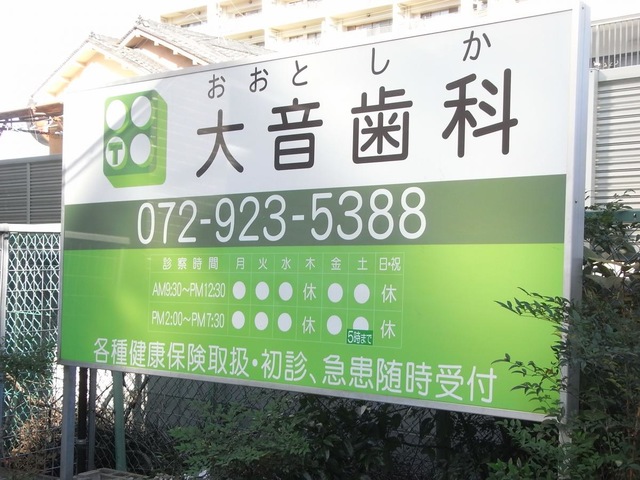 おおとしか
T
大音歯科
072-923-5388
診察時間 月 火 水 木 金 土 日・祝
AM9:30〜PM12:30 ● ● ● 休 ● ● 休
PM2:00〜PM7:30 ● ● ● 休 ● ● 休
5時まで
各種健康保険取扱・初診、急患随時受付